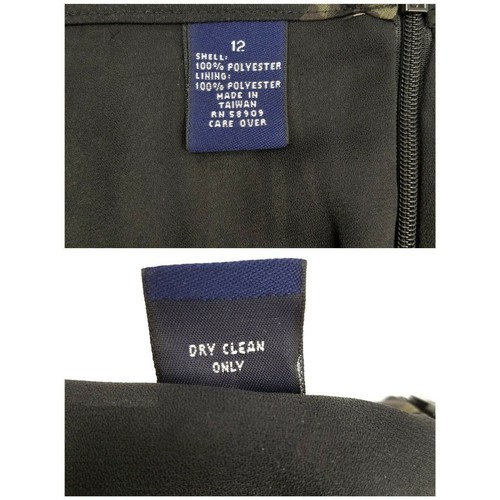 12
SHELL:
100% POLYESTER
LINING:
100% POLYESTER
MADE IN
TAIWAN
RN 58909
CARE OVER
DRY CLEAN
ONLY